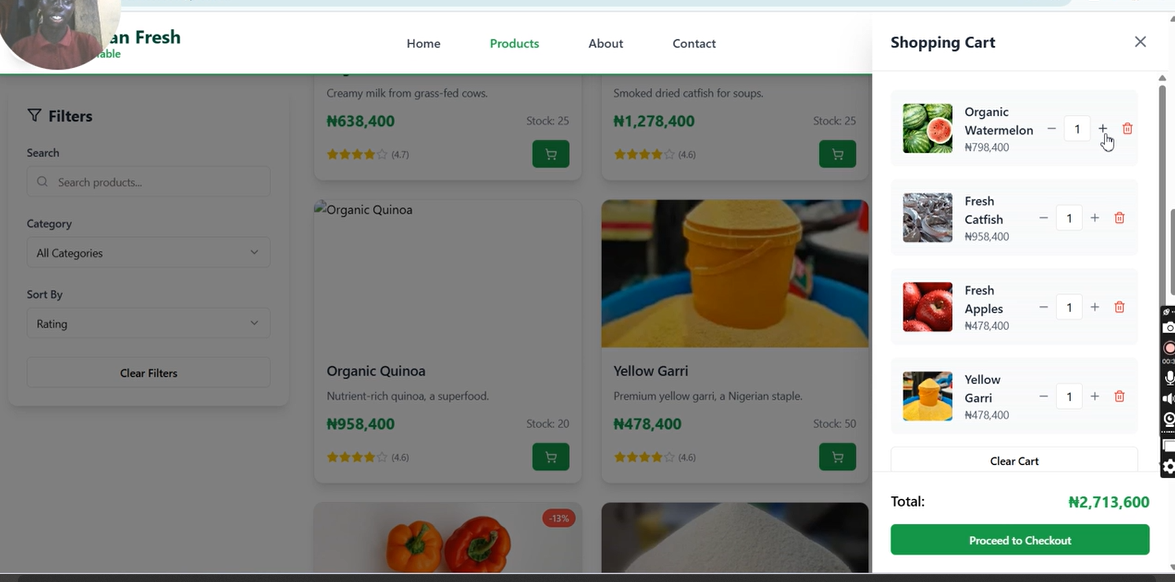 an Fresh
able
Home
Products
About
Contact
Shopping Cart
Filters
Search
Search products...
Category
All Categories
Sort By
Rating
Clear Filters
Creamy milk from grass-fed cows.
₦638,400
Stock: 25
(4.7)
Smoked dried catfish for soups.
₦1,278,400
Stock: 25
(4.6)
Organic Quinoa
Organic Quinoa
Nutrient-rich quinoa, a superfood.
₦958,400
Stock: 20
(4.6)
Yellow Garri
Premium yellow garri, a Nigerian staple.
₦478,400
Stock: 50
(4.6)
-13%
Organic
Watermelon
₦798,400
1
Fresh
Catfish
₦958,400
1
Fresh
Apples
₦478,400
1
Yellow
Garri
₦478,400
1
Clear Cart
Total:
₦2,713,600
Proceed to Checkout